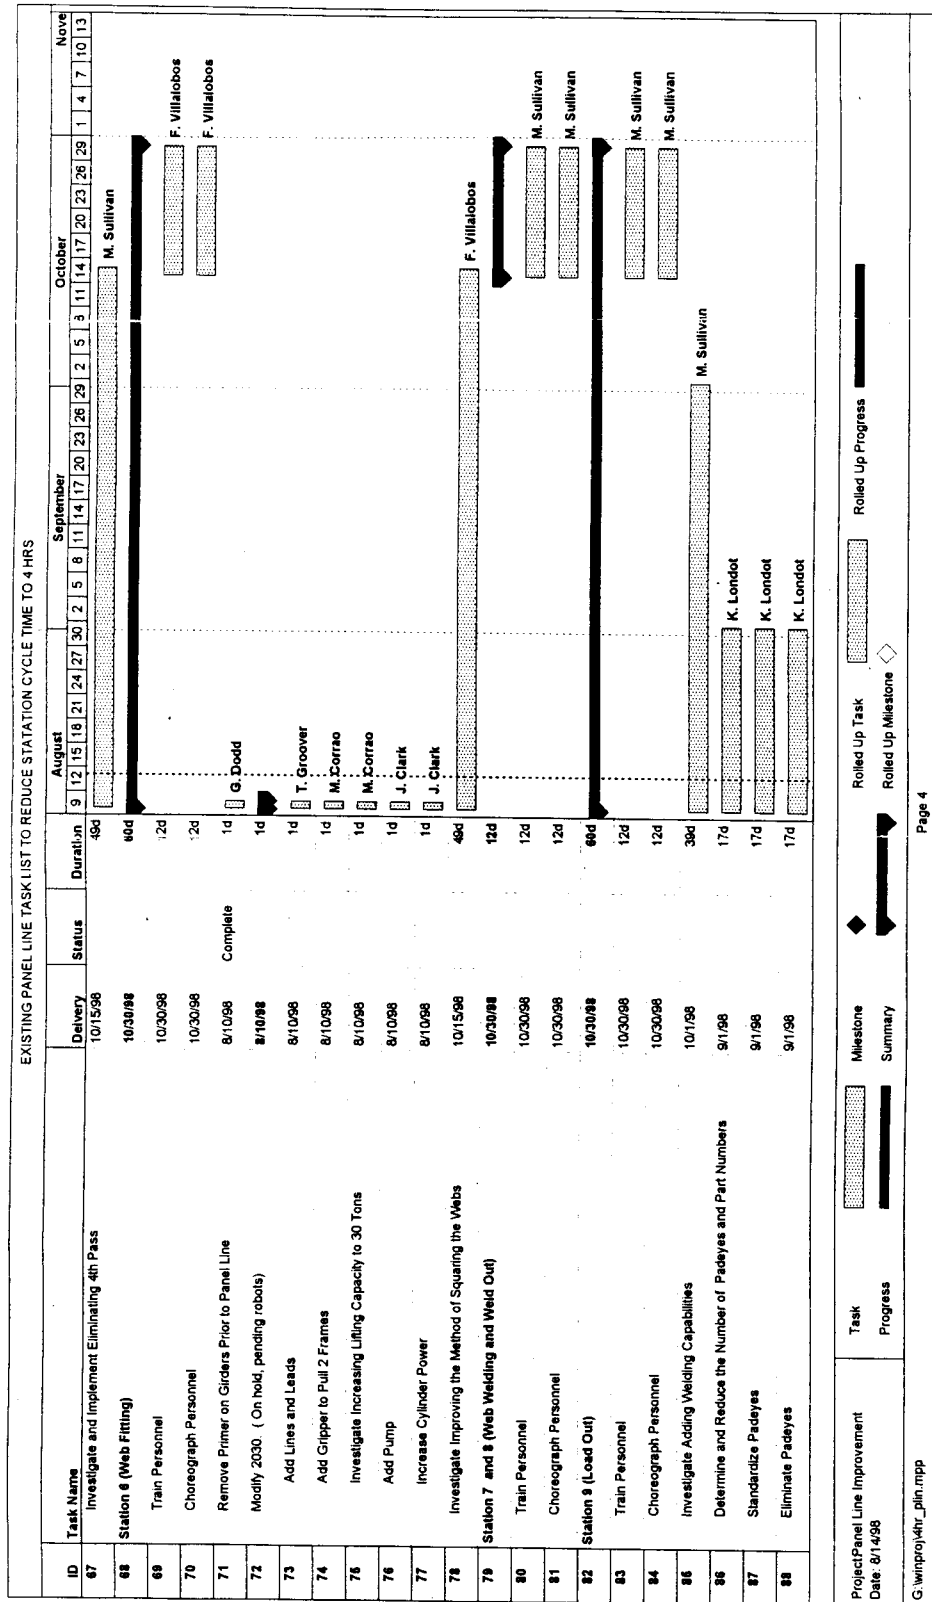 EXISTING PANEL LINE TASK LIST TO REDUCE STATATION CYCLE TIME TO 4 HRS
August September October Nove
ID Task Name Delivery Status Duration 9 12 15 18 21 24 27 30 2 5 8 11 14 17 20 23 26 29 2 5 8 11 14 17 20 23 26 29 1 4 7 10 13
67 Investigate and Implement Eliminating 4th Pass 10/15/98 49d M. Sullivan
68 Station 6 (Web Fitting) 10/30/98 60d
69 Train Personnel 10/30/98 12d F. Villalobos
70 Choreograph Personnel 10/30/98 12d F. Villalobos
71 Remove Primer on Girders Prior to Panel Line 8/10/98 Complete 1d G. Dodd
72 Modify 2030. ( On hold, pending robots) 8/10/98 1d
73 Add Lines and Leads 8/10/98 1d T. Groover
74 Add Gripper to Pull 2 Frames 8/10/98 1d M. Corrao
75 Investigate Increasing Lifting Capacity to 30 Tons 8/10/98 1d M. Corrao
76 Add Pump 8/10/98 1d J. Clark
77 Increase Cylinder Power 8/10/98 1d J. Clark
78 Investigate Improving the Method of Squaring the Webs 10/15/98 49d F. Villalobos
79 Station 7 and 8 (Web Welding and Weld Out) 10/30/98 12d
80 Train Personnel 10/30/98 12d M. Sullivan
81 Choreograph Personnel 10/30/98 12d M. Sullivan
82 Station 9 (Load Out) 10/30/98 60d
83 Train Personnel 10/30/98 12d M. Sullivan
84 Choreograph Personnel 10/30/98 12d M. Sullivan
85 Investigate Adding Welding Capabilities 10/1/98 39d M. Sullivan
86 Determine and Reduce the Number of Padeyes and Part Numbers 9/1/98 17d K. Londot
87 Standardize Padeyes 9/1/98 17d K. Londot
88 Eliminate Padeyes 9/1/98 17d K. Londot
Project Panel Line Improvement
Date: 8/14/98
Task Milestone Rolled Up Task Rolled Up Progress
Progress Summary Rolled Up Milestone
G:\winproj\4hr_plin.mpp
Page 4